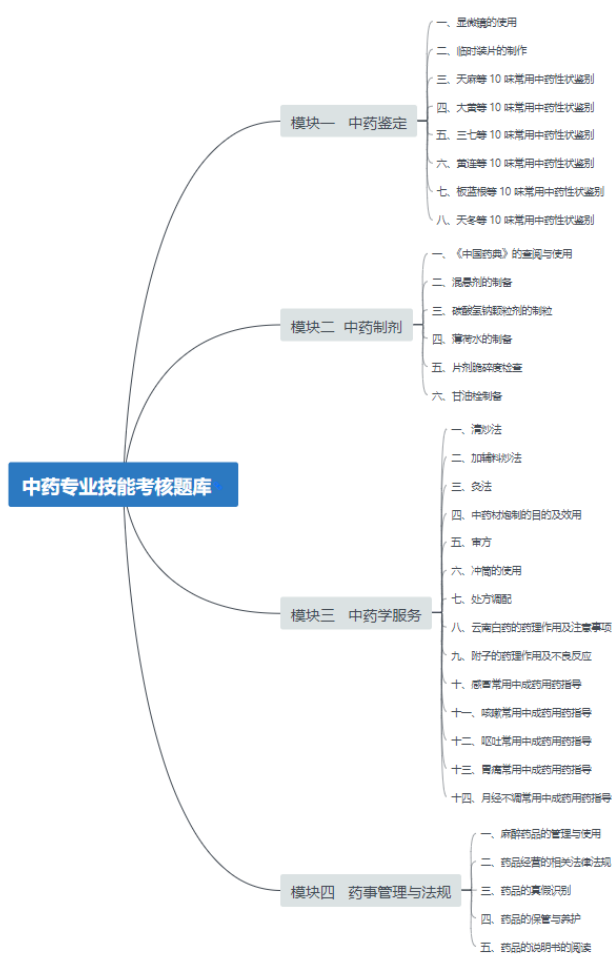 中药专业技能考核题库
模块一 中药鉴定
一、显微镜的使用
二、临时装片的制作
三、天麻等 10 味常用中药性状鉴别
四、大黄等 10 味常用中药性状鉴别
五、三七等 10 味常用中药性状鉴别
六、黄连等 10 味常用中药性状鉴别
七、板蓝根等 10 味常用中药性状鉴别
八、天冬等 10 味常用中药性状鉴别
模块二 中药制剂
一、《中国药典》的查阅与使用
二、混悬剂的制备
三、碳酸氢钠颗粒剂的制粒
四、薄荷水的制备
五、片剂脆碎度检查
六、甘油栓制备
模块三 中药学服务
一、清炒法
二、加辅料炒法
三、灸法
四、中药材炮制的目的及效用
五、审方
六、冲筒的使用
七、处方调配
八、云南白药的药理作用及注意事项
九、附子的药理作用及不良反应
十、感冒常用中成药用药指导
十一、咳嗽常用中成药用药指导
十二、呕吐常用中成药用药指导
十三、胃痛常用中成药用药指导
十四、月经不调常用中成药用药指导
模块四 药事管理与法规
一、麻醉药品的管理与使用
二、药品经营的相关法律法规
三、药品的真假识别
四、药品的保管与养护
五、药品的说明书的阅读